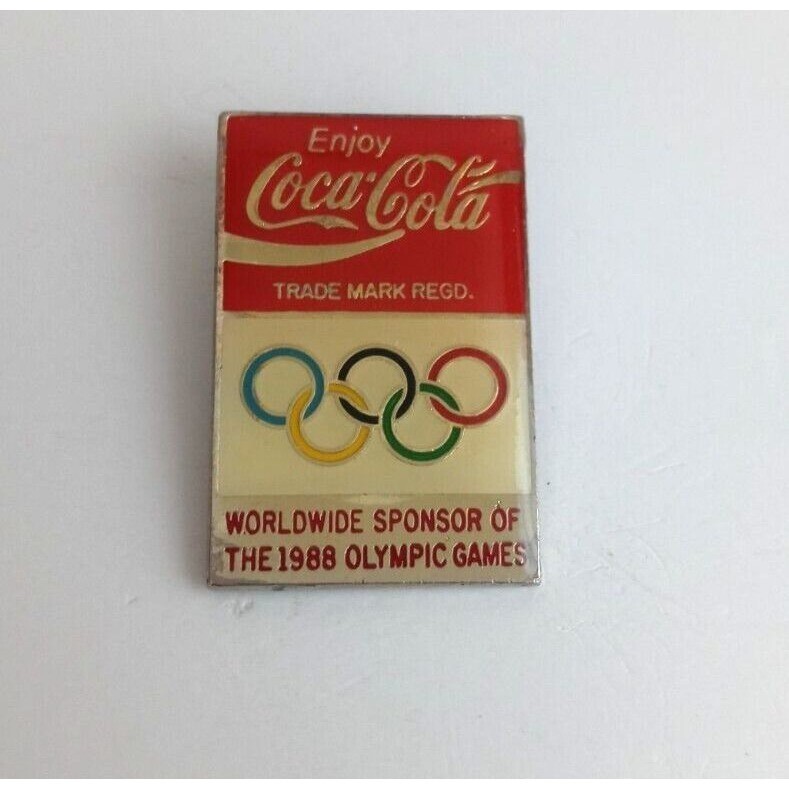 Enjoy
Coca-Cola
TRADE MARK REGD.
WORLDWIDE SPONSOR OF
THE 1988 OLYMPIC GAMES